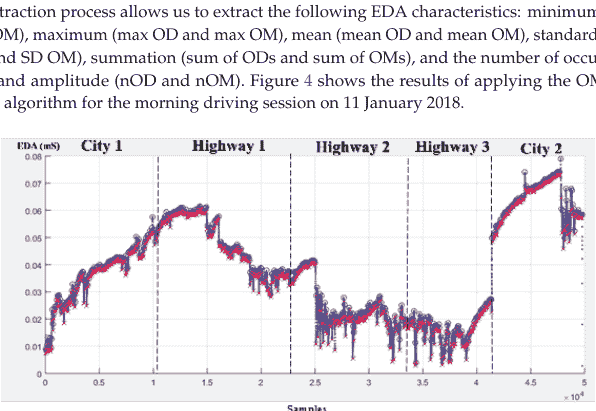 traction process allows us to extract the following EDA characteristics: minimum
OM), maximum (max OD and max OM), mean (mean OD and mean OM), standard
nd SD OM), summation (sum of ODs and sum of OMs), and the number of occu
and amplitude (nOD and nOM). Figure 4 shows the results of applying the OM
algorithm for the morning driving session on 11 January 2018.
EDA (mS) City 1 Highway 1 Highway 2 Highway 3 City 2
0.08
0.07
0.06
0.05
0.04
0.03
0.02
0.01
0
0 0.5 1 1.5 2 2.5 3 3.5 4 4.5 5
× 10⁴
Samples